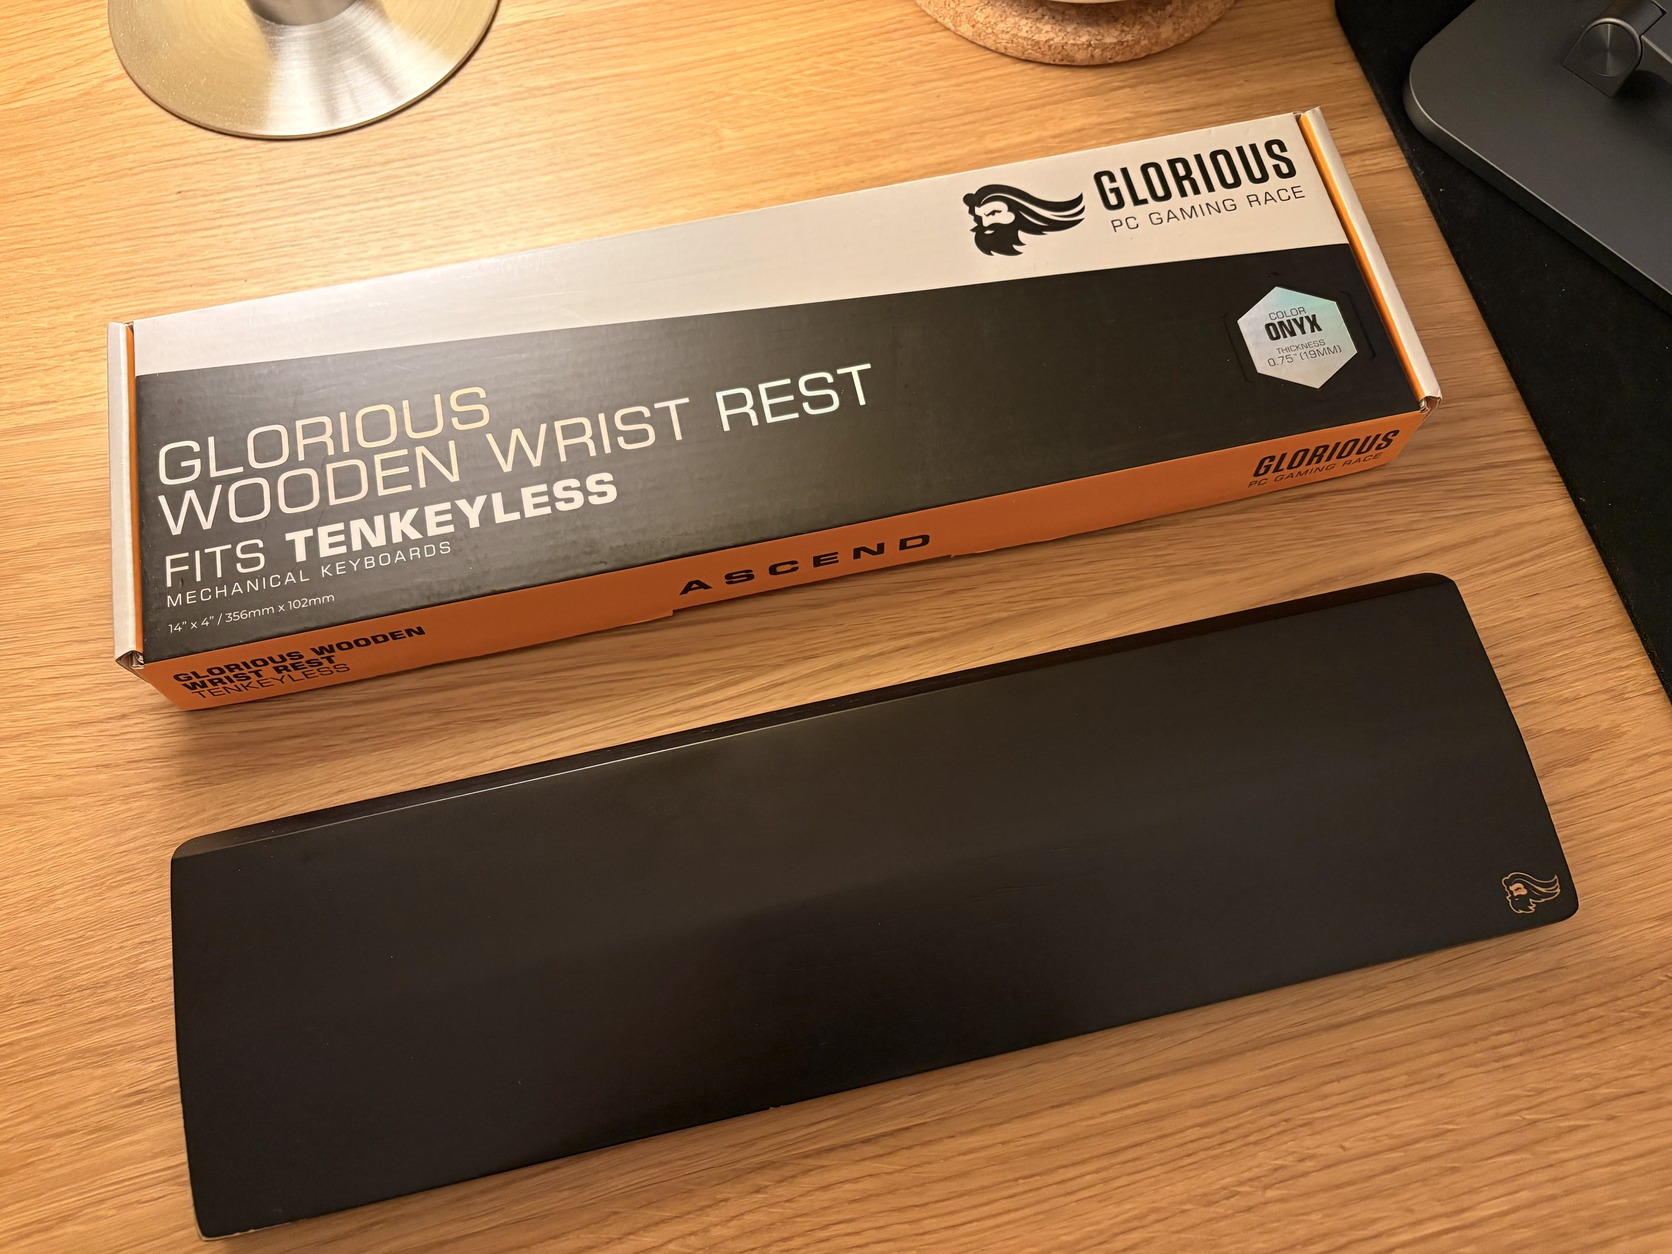 GLORIOUS
PC GAMING RACE
COLOR
ONYX
THICKNESS
0.75" (19MM)
GLORIOUS
WOODEN WRIST REST
FITS TENKEYLESS
MECHANICAL KEYBOARDS
14" x 4" / 356mm x 102mm
GLORIOUS WOODEN
WRIST REST
TENKEYLESS
ASCEND
GLORIOUS
PC GAMING RACE